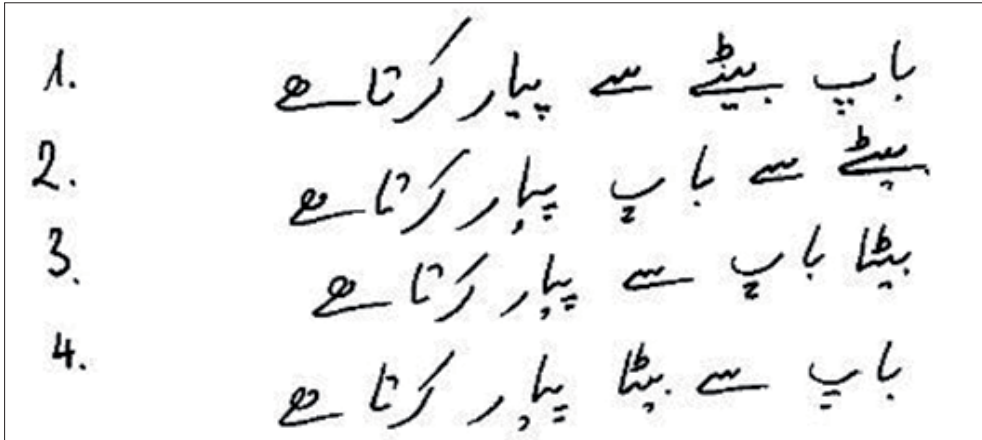 1. باپ بیٹے سے پیار کرتا ہے
2. بیٹے سے باپ پیار کرتا ہے
3. بیٹا باپ سے پیار کرتا ہے
4. باپ سے بیٹا پیار کرتا ہے